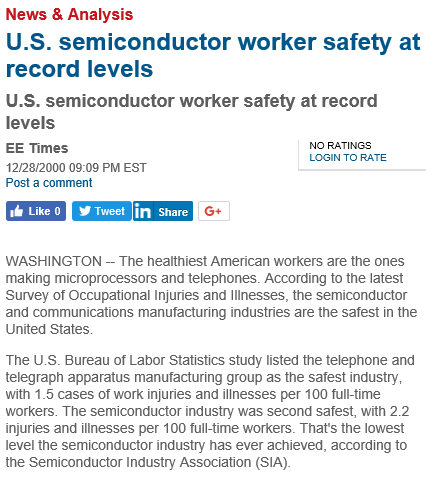 News & Analysis
U.S. semiconductor worker safety at
record levels
U.S. semiconductor worker safety at record
levels
EE Times
12/28/2000 09:09 PM EST
Post a comment
NO RATINGS
LOGIN TO RATE
Like 0
Tweet
in Share
G+
WASHINGTON -- The healthiest American workers are the ones
making microprocessors and telephones. According to the latest
Survey of Occupational Injuries and Illnesses, the semiconductor
and communications manufacturing industries are the safest in the
United States.
The U.S. Bureau of Labor Statistics study listed the telephone and
telegraph apparatus manufacturing group as the safest industry,
with 1.5 cases of work injuries and illnesses per 100 full-time
workers. The semiconductor industry was second safest, with 2.2
injuries and illnesses per 100 full-time workers. That's the lowest
level the semiconductor industry has ever achieved, according to
the Semiconductor Industry Association (SIA).